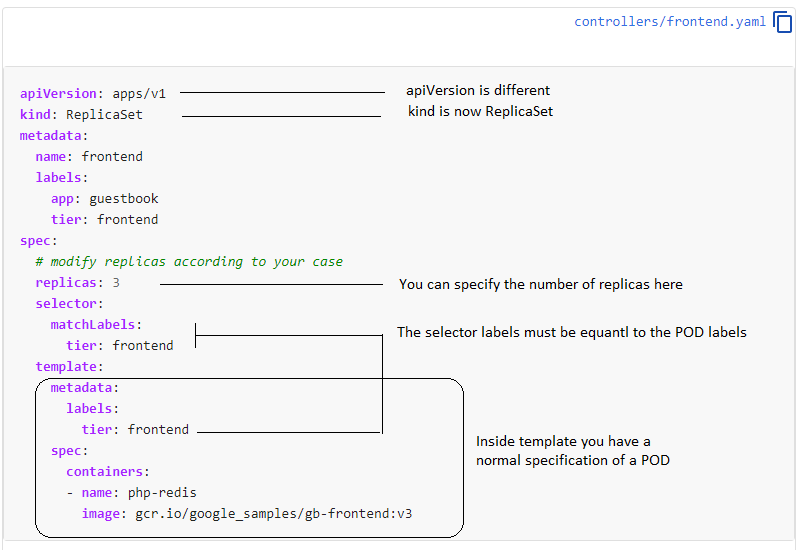 controllers/frontend.yaml
apiVersion: apps/v1
apiVersion is different
kind: ReplicaSet
kind is now ReplicaSet
metadata:
name: frontend
labels:
app: guestbook
tier: frontend
spec:
# modify replicas according to your case
replicas: 3
You can specify the number of replicas here
selector:
matchLabels:
The selector labels must be equantl to the POD labels
tier: frontend
template:
metadata:
labels:
tier: frontend
Inside template you have a
normal specification of a POD
spec:
containers:
- name: php-redis
image: gcr.io/google_samples/gb-frontend:v3